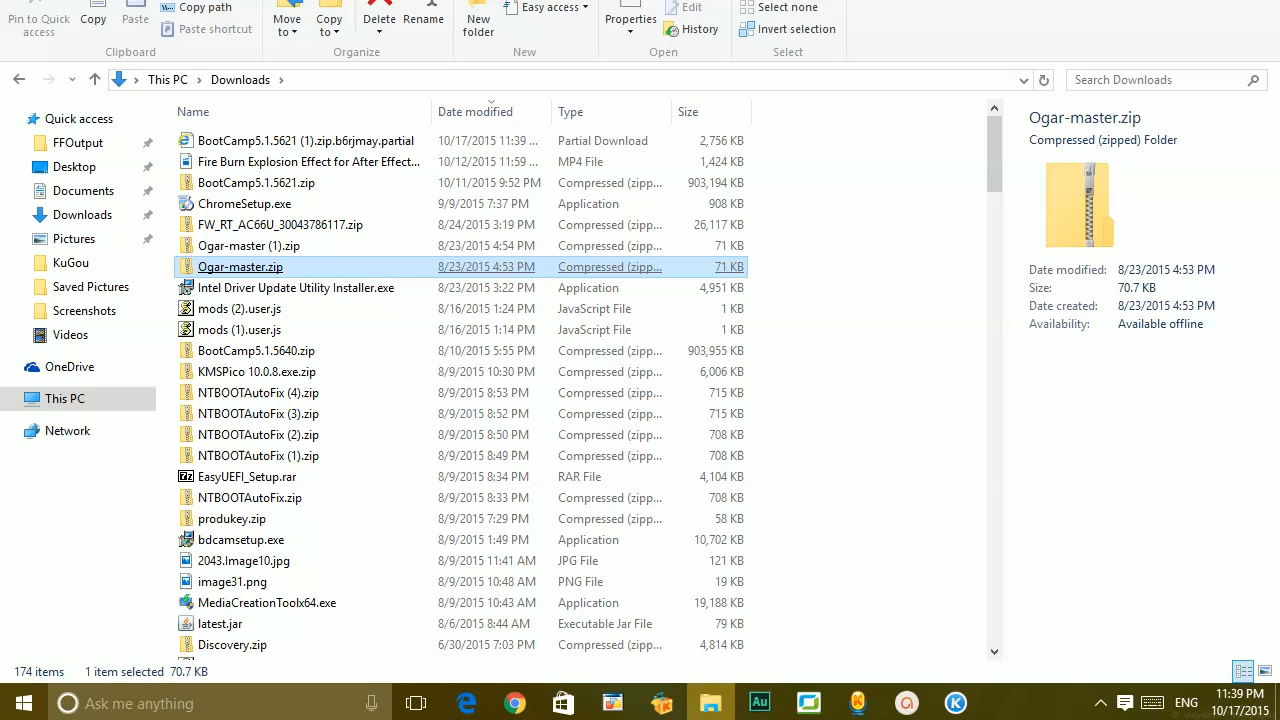 Pin to Quick access
Copy
Paste
Copy path
Paste shortcut
Clipboard
Move to
Copy to
Delete
Rename
Organize
New folder
Easy access
New
Properties
Edit
History
Open
Select none
Invert selection
Select
This PC > Downloads >
Search Downloads
Name Date modified Type Size
BootCamp5.1.5621 (1).zip.b6rjmay.partial 10/17/2015 11:39 ... Partial Download 2,756 KB
Fire Burn Explosion Effect for After Effect... 10/12/2015 11:59 ... MP4 File 1,424 KB
BootCamp5.1.5621.zip 10/11/2015 9:52 PM Compressed (zipp... 903,194 KB
ChromeSetup.exe 9/9/2015 7:37 PM Application 908 KB
FW_RT_AC66U_30043786117.zip 8/24/2015 3:19 PM Compressed (zipp... 26,117 KB
Ogar-master (1).zip 8/23/2015 4:54 PM Compressed (zipp... 71 KB
Ogar-master.zip 8/23/2015 4:53 PM Compressed (zipp... 71 KB
Intel Driver Update Utility Installer.exe 8/23/2015 3:22 PM Application 4,951 KB
mods (2).user.js 8/16/2015 1:24 PM JavaScript File 1 KB
mods (1).user.js 8/16/2015 1:14 PM JavaScript File 1 KB
BootCamp5.1.5640.zip 8/10/2015 5:55 PM Compressed (zipp... 903,955 KB
KMSPico 10.0.8.exe.zip 8/9/2015 10:30 PM Compressed (zipp... 6,006 KB
NTBOOTAutoFix (4).zip 8/9/2015 8:53 PM Compressed (zipp... 715 KB
NTBOOTAutoFix (3).zip 8/9/2015 8:52 PM Compressed (zipp... 715 KB
NTBOOTAutoFix (2).zip 8/9/2015 8:50 PM Compressed (zipp... 708 KB
NTBOOTAutoFix (1).zip 8/9/2015 8:49 PM Compressed (zipp... 708 KB
EasyUEFI_Setup.rar 8/9/2015 8:34 PM RAR File 4,104 KB
NTBOOTAutoFix.zip 8/9/2015 8:33 PM Compressed (zipp... 708 KB
produkey.zip 8/9/2015 7:29 PM Compressed (zipp... 58 KB
bdcamsetup.exe 8/9/2015 1:49 PM Application 10,702 KB
2043.Image10.jpg 8/9/2015 11:41 AM JPG File 61 KB
image31.png 8/9/2015 10:48 AM PNG File 19 KB
MediaCreationToolx64.exe 8/9/2015 10:43 AM Application 19,188 KB
latest.jar 8/6/2015 8:44 AM Executable Jar File 79 KB
Discovery.zip 6/30/2015 7:03 PM Compressed (zipp... 4,814 KB
Quick access
FFOutput
Desktop
Documents
Downloads
Pictures
KuGou
Saved Pictures
Screenshots
Videos
OneDrive
This PC
Network
Ogar-master.zip
Compressed (zipped) Folder
Date modified: 8/23/2015 4:53 PM
Size: 70.7 KB
Date created: 8/23/2015 4:53 PM
Availability: Available offline
174 items 1 item selected 70.7 KB
Ask me anything
Au
K
ENG
11:39 PM
10/17/2015